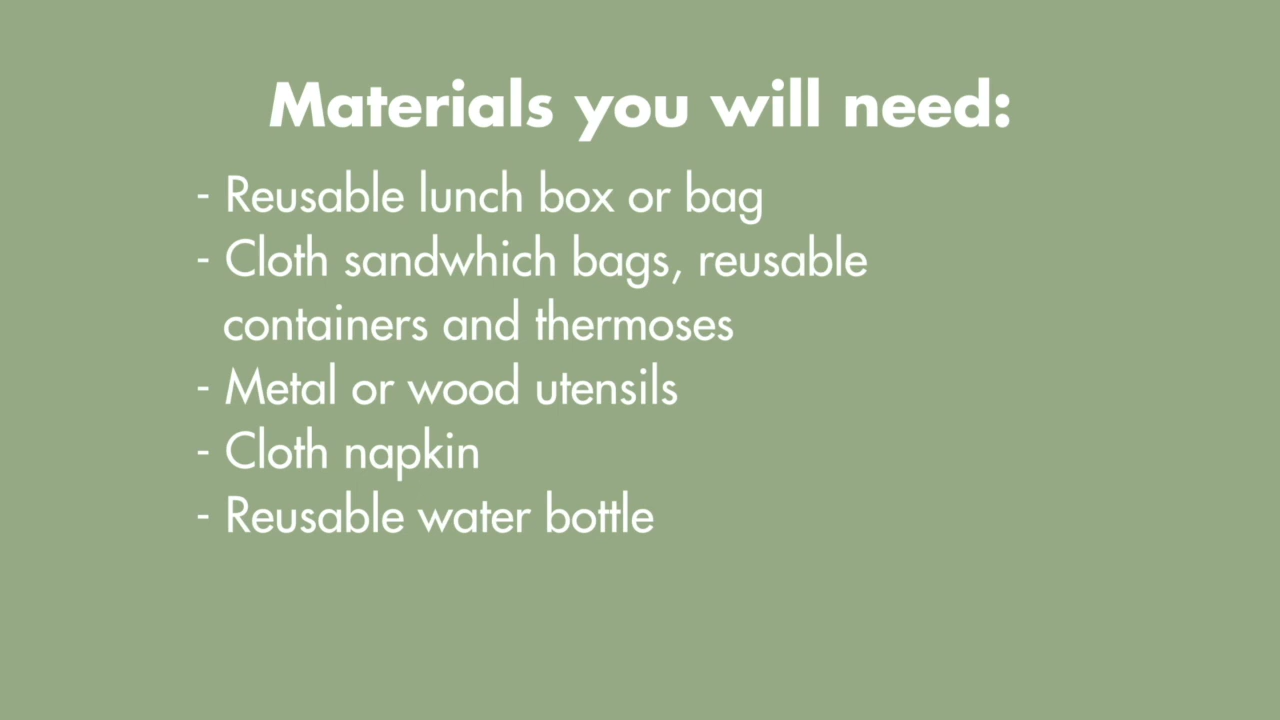 Materials you will need:
- Reusable lunch box or bag
- Cloth sandwhich bags, reusable
containers and thermoses
- Metal or wood utensils
- Cloth napkin
- Reusable water bottle